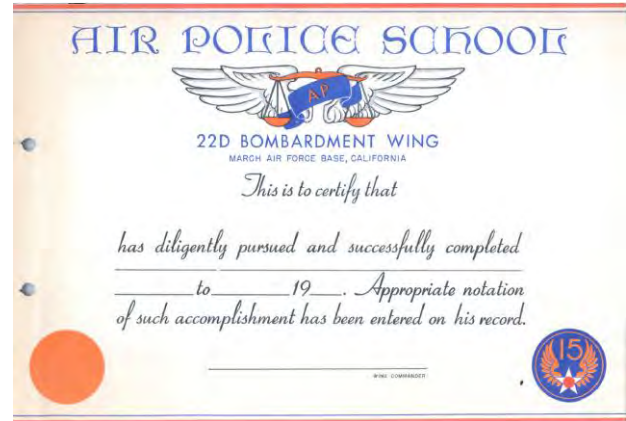 AIR POLICE SCHOOL
AP
22D BOMBARDMENT WING
MARCH AIR FORCE BASE, CALIFORNIA
This is to certify that
has diligently pursued and successfully completed
to 19 . Appropriate notation
of such accomplishment has been entered on his record.
WING COMMANDER
15